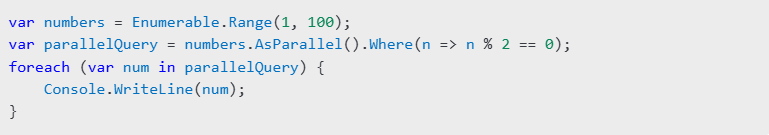 var numbers = Enumerable.Range(1, 100);
var parallelQuery = numbers.AsParallel().Where(n => n % 2 == 0);
foreach (var num in parallelQuery) {
    Console.WriteLine(num);
}